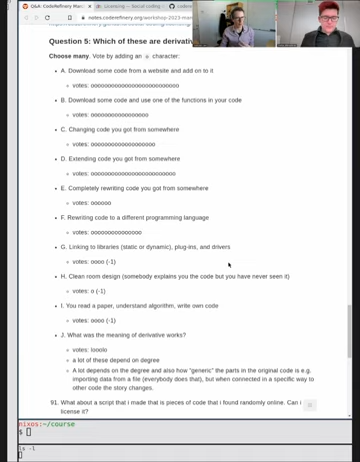 Q&A: CodeRefinery Man
Licensing — Social coding
notes.coderefinery.org/workshop-2023-mar
Question 5: Which of these are derivativ
Choose many. Vote by adding an o character:
A. Download some code from a website and add on to it
votes: ooooooooooooooooooooooo
B. Download some code and use one of the functions in your code
votes: ooooooooooooooo
C. Changing code you got from somewhere
votes: ooooooooooooooooo
D. Extending code you got from somewhere
votes: oooooooooooooooooooooo
E. Completely rewriting code you got from somewhere
votes: oooooo
F. Rewriting code to a different programming language
votes: oooooooooooooo
G. Linking to libraries (static or dynamic), plug-ins, and drivers
votes: oooo (-1)
H. Clean room design (somebody explains you the code but you have never seen it)
votes: o (-1)
I. You read a paper, understand algorithm, write own code
votes: oooo (-1)
J. What was the meaning of derivative works?
votes: looolo
A lot of these depend on degree
A lot depends on the degree and also how "generic" the parts in the original code is e.g.
importing data from a file (everybody does that), but when connected in a specific way to
other code the story changes.
91. What about a script that i made that is pieces of code that i found randomly online. Can i
license it?
nixos:~/course
$
ls -l